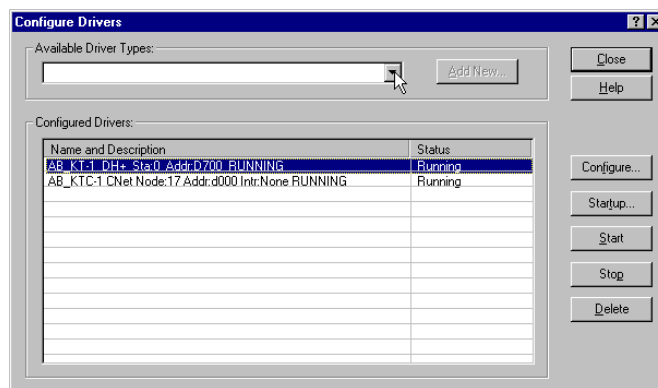 Configure Drivers
Available Driver Types:
Add New...
Close
Help
Configured Drivers:
Name and Description Status
AB_KT-1 DH+ Sta:0 Addr:D700 RUNNING Running
AB_KTC-1 CNet Node:17 Addr:d000 Intr:None RUNNING Running
Configure...
Startup...
Start
Stop
Delete